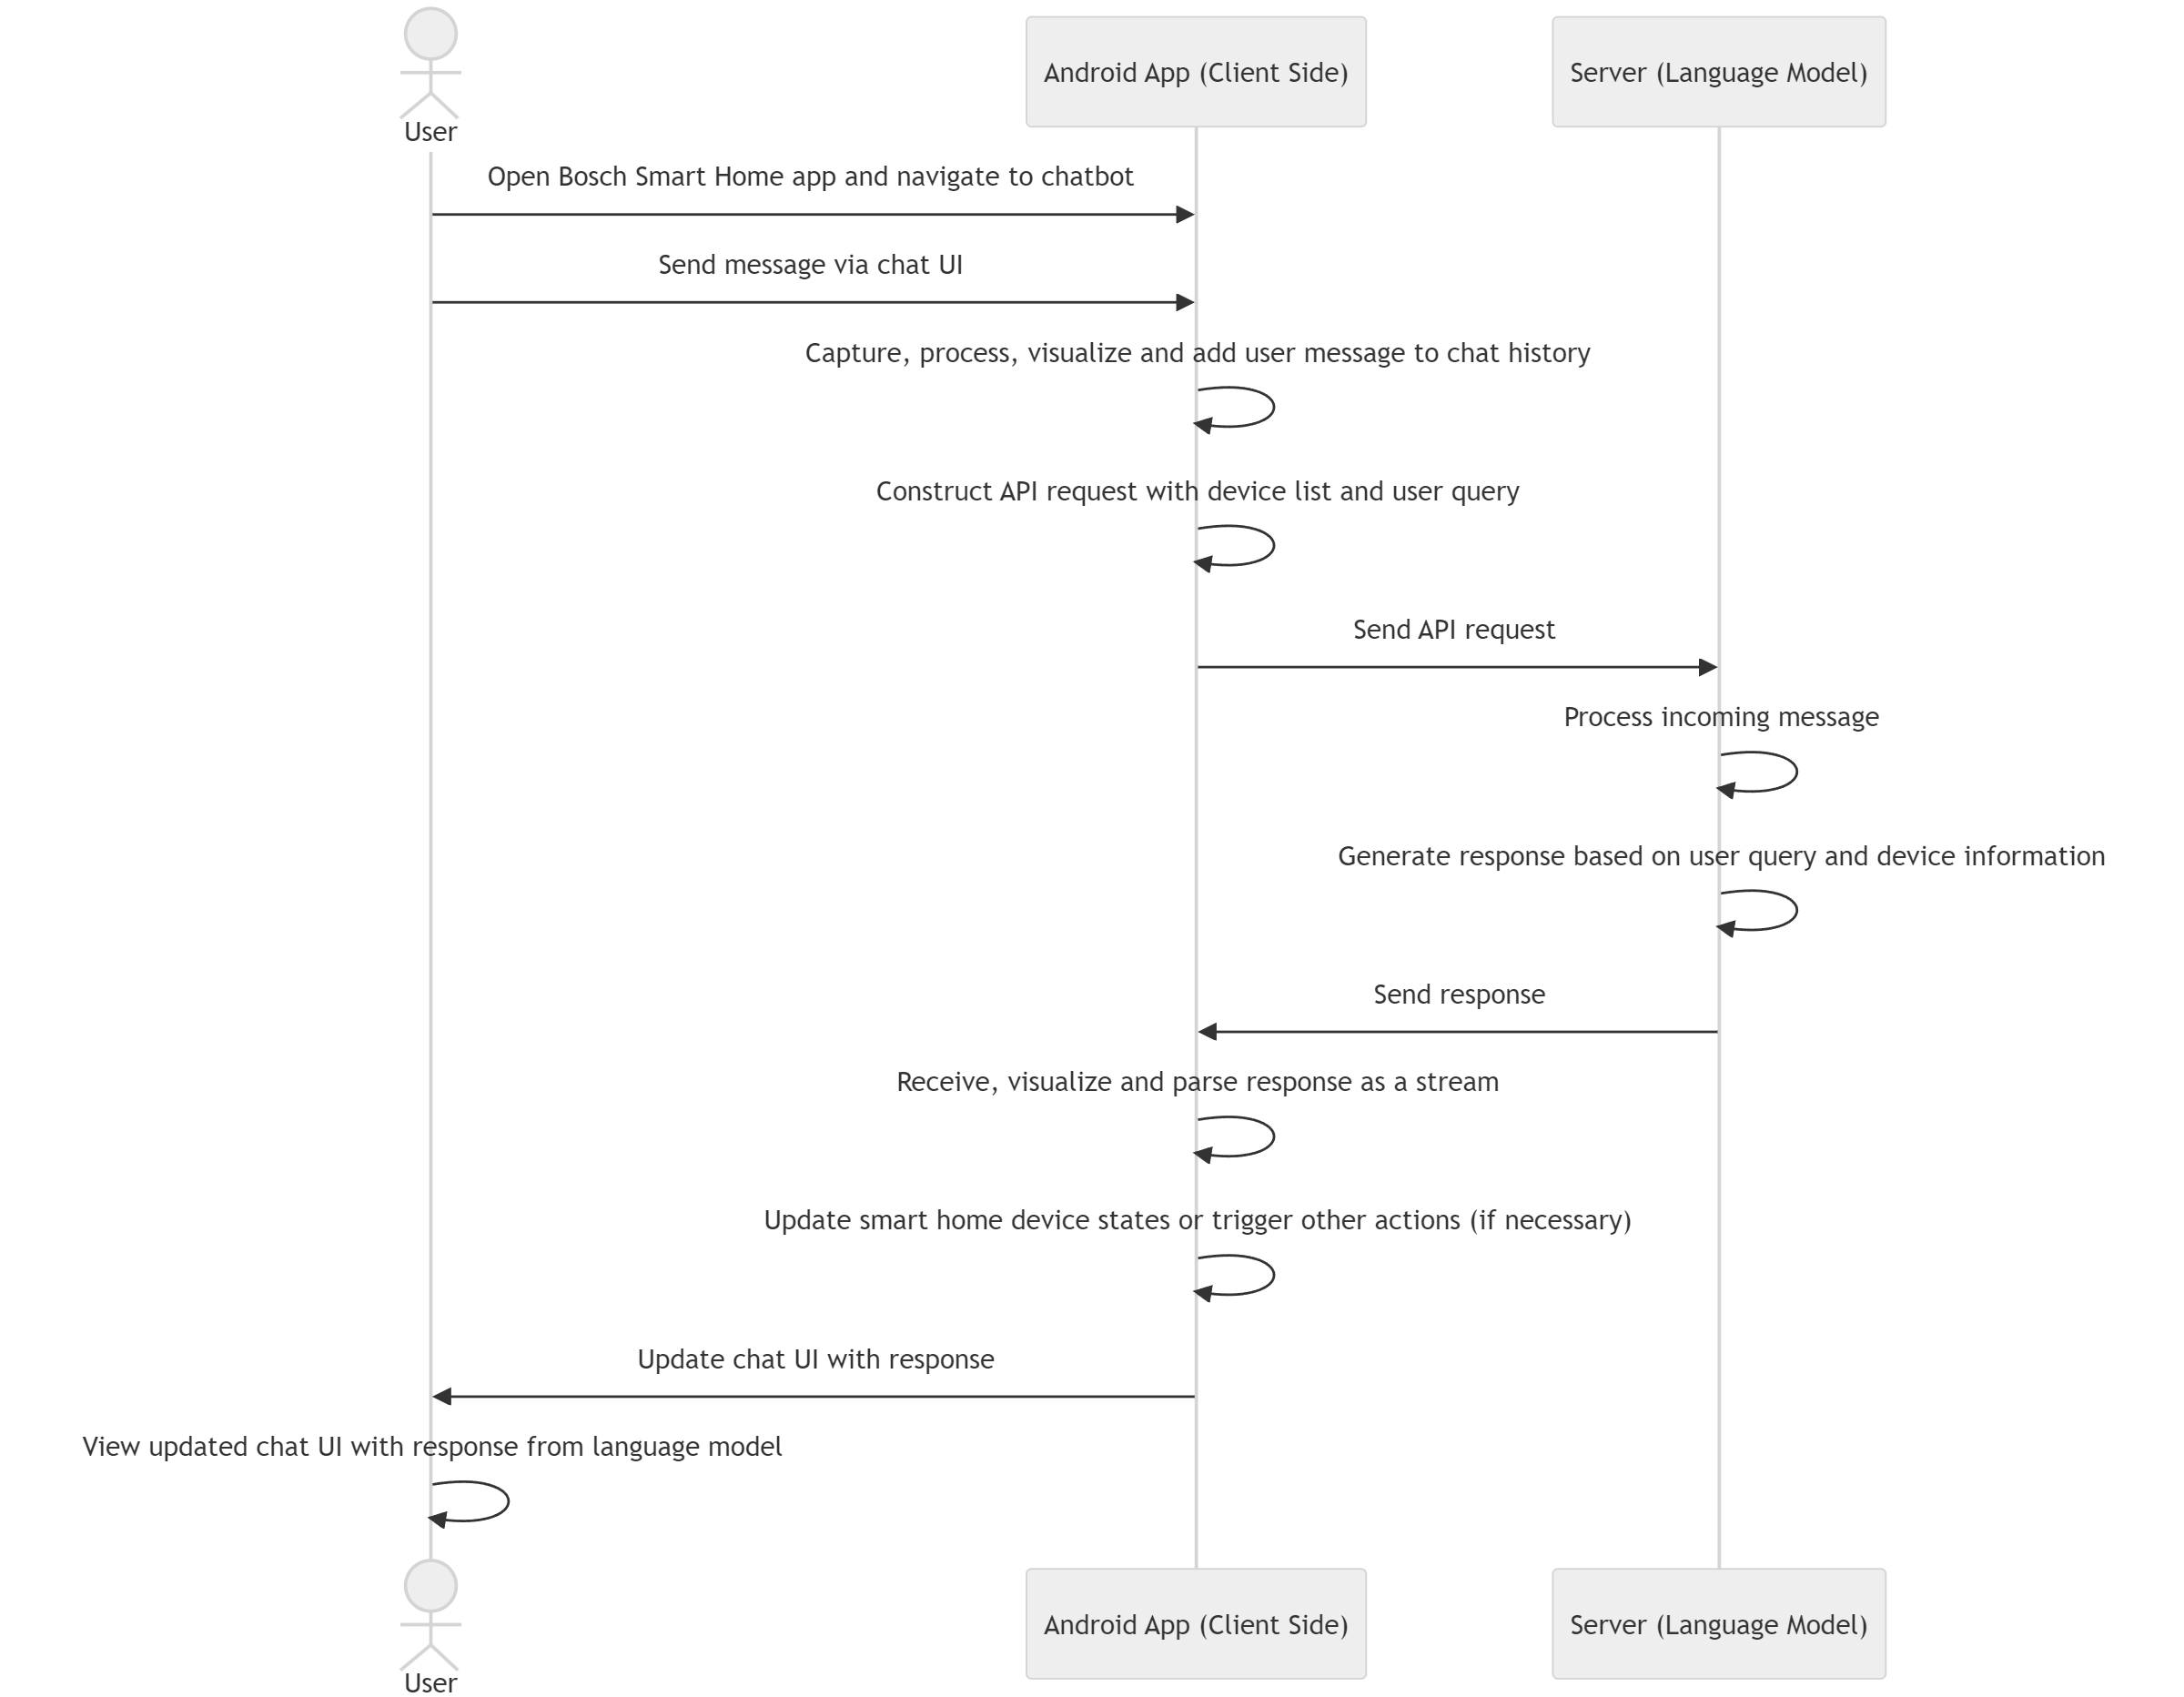 User
Android App (Client Side)
Server (Language Model)
Open Bosch Smart Home app and navigate to chatbot
Send message via chat UI
Capture, process, visualize and add user message to chat history
Construct API request with device list and user query
Send API request
Process incoming message
Generate response based on user query and device information
Send response
Receive, visualize and parse response as a stream
Update smart home device states or trigger other actions (if necessary)
Update chat UI with response
View updated chat UI with response from language model
User
Android App (Client Side)
Server (Language Model)